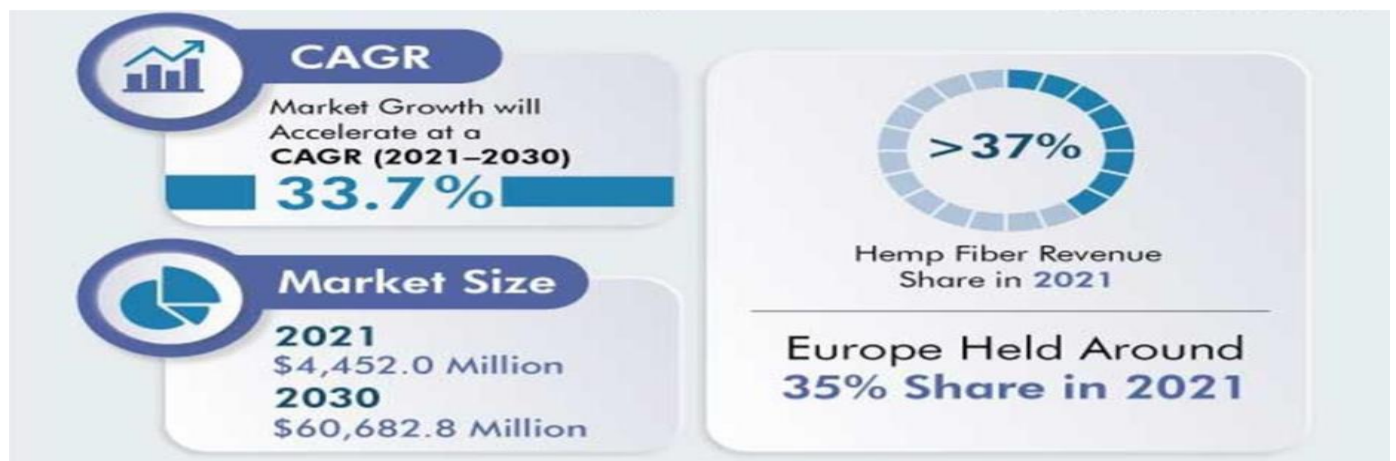 CAGR
Market Growth will
Accelerate at a
CAGR (2021–2030)
33.7%
Market Size
2021
$4,452.0 Million
2030
$60,682.8 Million
>37%
Hemp Fiber Revenue
Share in 2021
Europe Held Around
35% Share in 2021